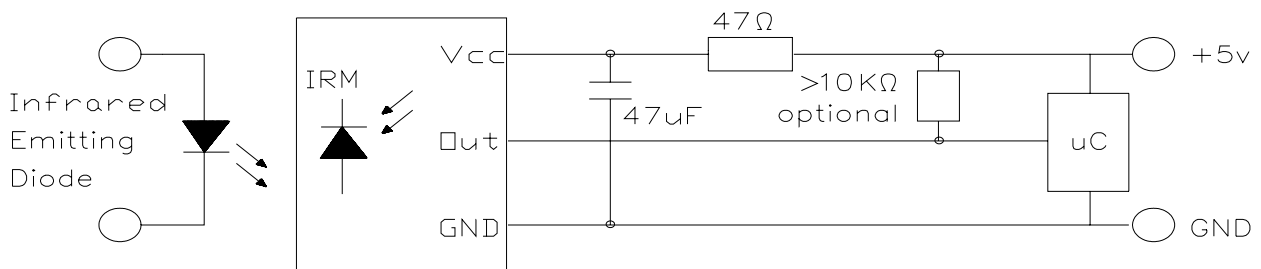 Infrared
Emitting
Diode
IRM
Vcc
Out
GND
47Ω
47uF
>10KΩ
optional
uC
+5v
GND